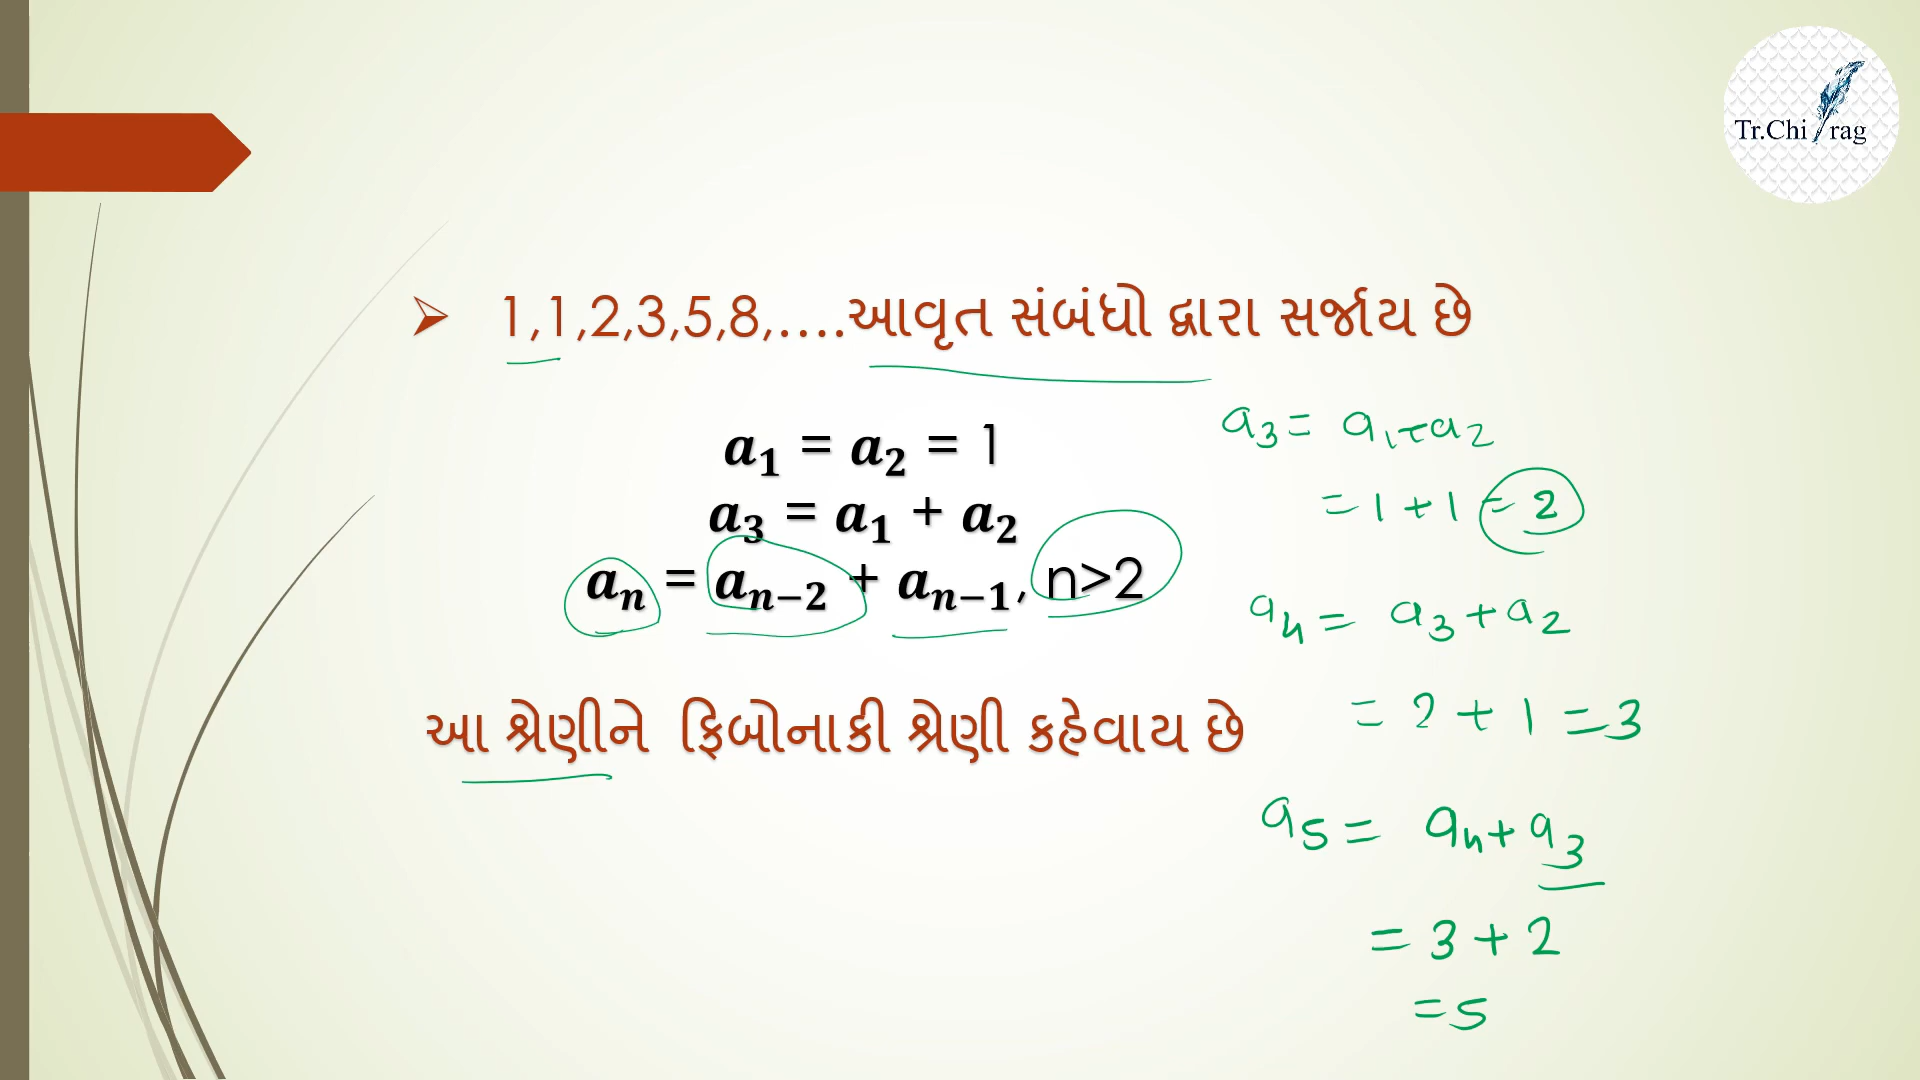 Tr.Chirag
1,1,2,3,5,8,....આવૃત સંબંધો દ્વારા સર્જાય છે
a₁ = a₂ = 1
a₃ = a₁ + a₂
aₙ = aₙ₋₂ + aₙ₋₁, n>2
આ શ્રેણીને ફિબોનાકી શ્રેણી કહેવાય છે
a₃ = a₁+a₂
= 1 + 1 = 2
a₄ = a₃ + a₂
= 2 + 1 = 3
a₅ = a₄ + a₃
= 3 + 2
= 5